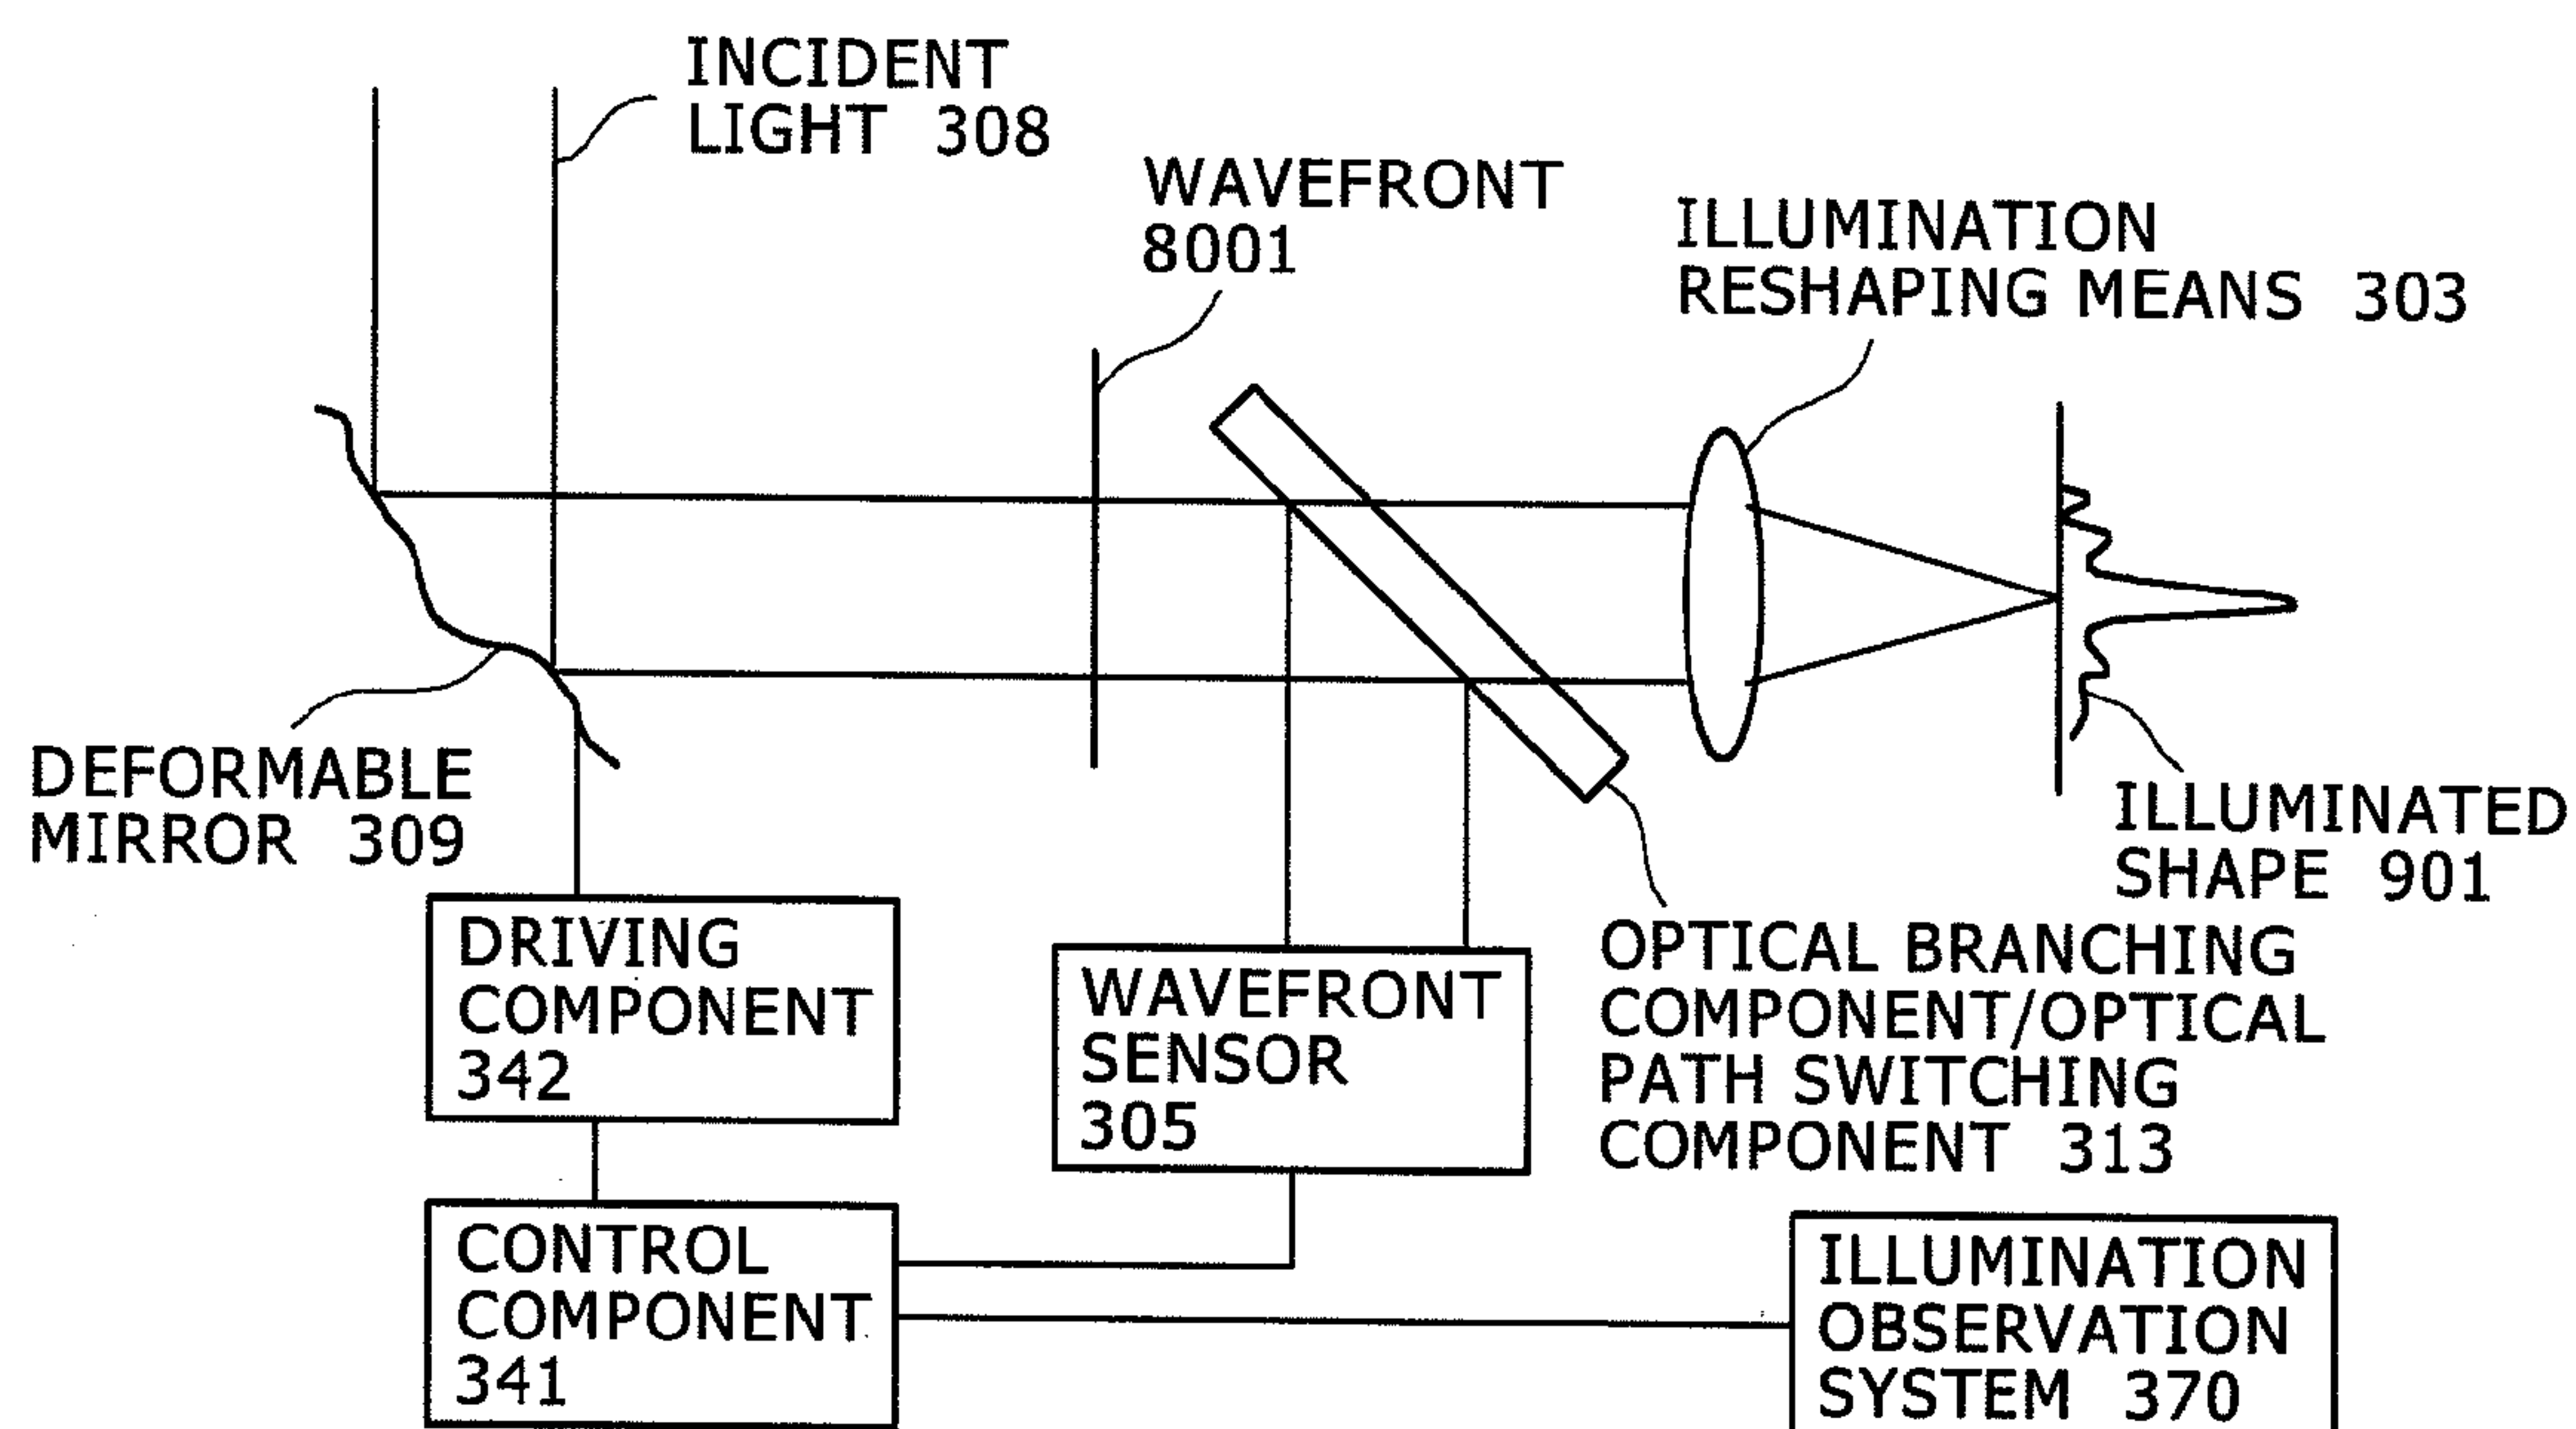 INCIDENT
LIGHT 308
WAVEFRONT
8001
ILLUMINATION
RESHAPING MEANS 303
DEFORMABLE
MIRROR 309
ILLUMINATED
SHAPE 901
DRIVING
COMPONENT
342
WAVEFRONT
SENSOR
305
OPTICAL BRANCHING
COMPONENT/OPTICAL
PATH SWITCHING
COMPONENT 313
CONTROL
COMPONENT
341
ILLUMINATION
OBSERVATION
SYSTEM 370